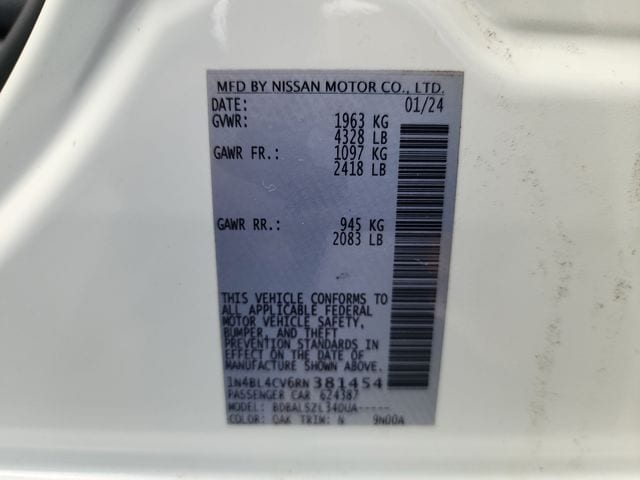 MFD BY NISSAN MOTOR CO., LTD.
DATE: 01/24
GVWR: 1963 KG
4328 LB
GAWR FR.: 1097 KG
2418 LB
GAWR RR.: 945 KG
2083 LB
THIS VEHICLE CONFORMS TO
ALL APPLICABLE FEDERAL
MOTOR VEHICLE SAFETY,
BUMPER, AND THEFT
PREVENTION STANDARDS IN
EFFECT ON THE DATE OF
MANUFACTURE SHOWN ABOVE.
1N4BL4CV6RN381454
PASSENGER CAR 624387
MODEL: BDBALSZL340UA-----
COLOR: QAK TRIM: N 9N00A